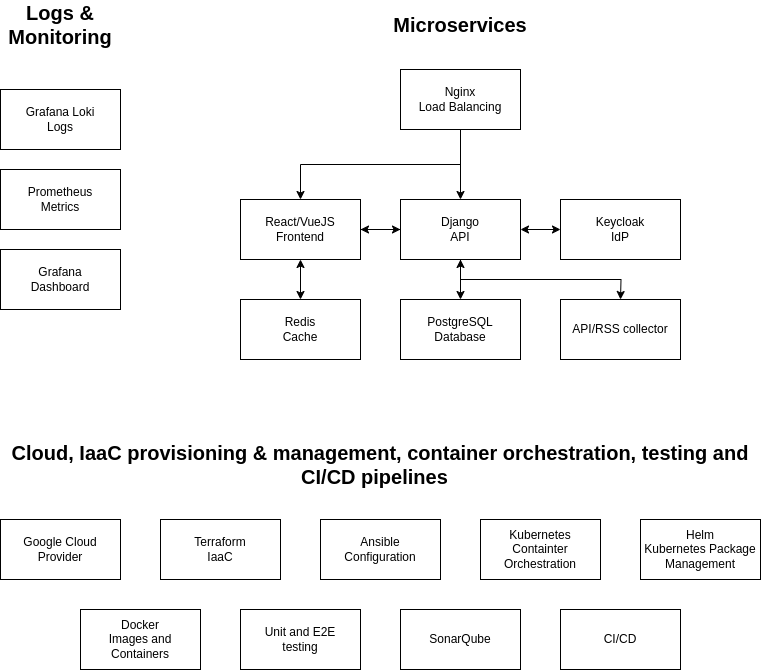 Logs &
Monitoring
Microservices
Grafana Loki
Logs
Prometheus
Metrics
Grafana
Dashboard
Nginx
Load Balancing
React/VueJS
Frontend
Django
API
Keycloak
IdP
Redis
Cache
PostgreSQL
Database
API/RSS collector
Cloud, IaaC provisioning & management, container orchestration, testing and
CI/CD pipelines
Google Cloud
Provider
Terraform
IaaC
Ansible
Configuration
Kubernetes
Containter
Orchestration
Helm
Kubernetes Package
Management
Docker
Images and
Containers
Unit and E2E
testing
SonarQube
CI/CD